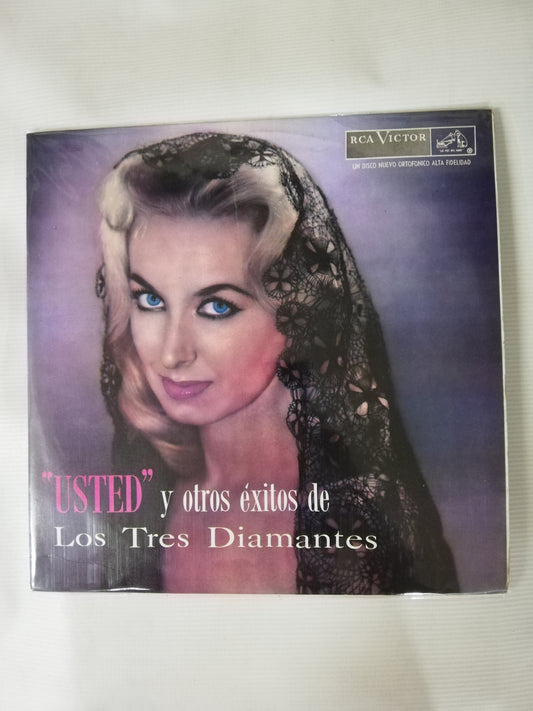 RCA VICTOR
UN DISCO NUEVO ORTOFONICO ALTA FIDELIDAD
"USTED" y otros éxitos de
Los Tres Diamantes